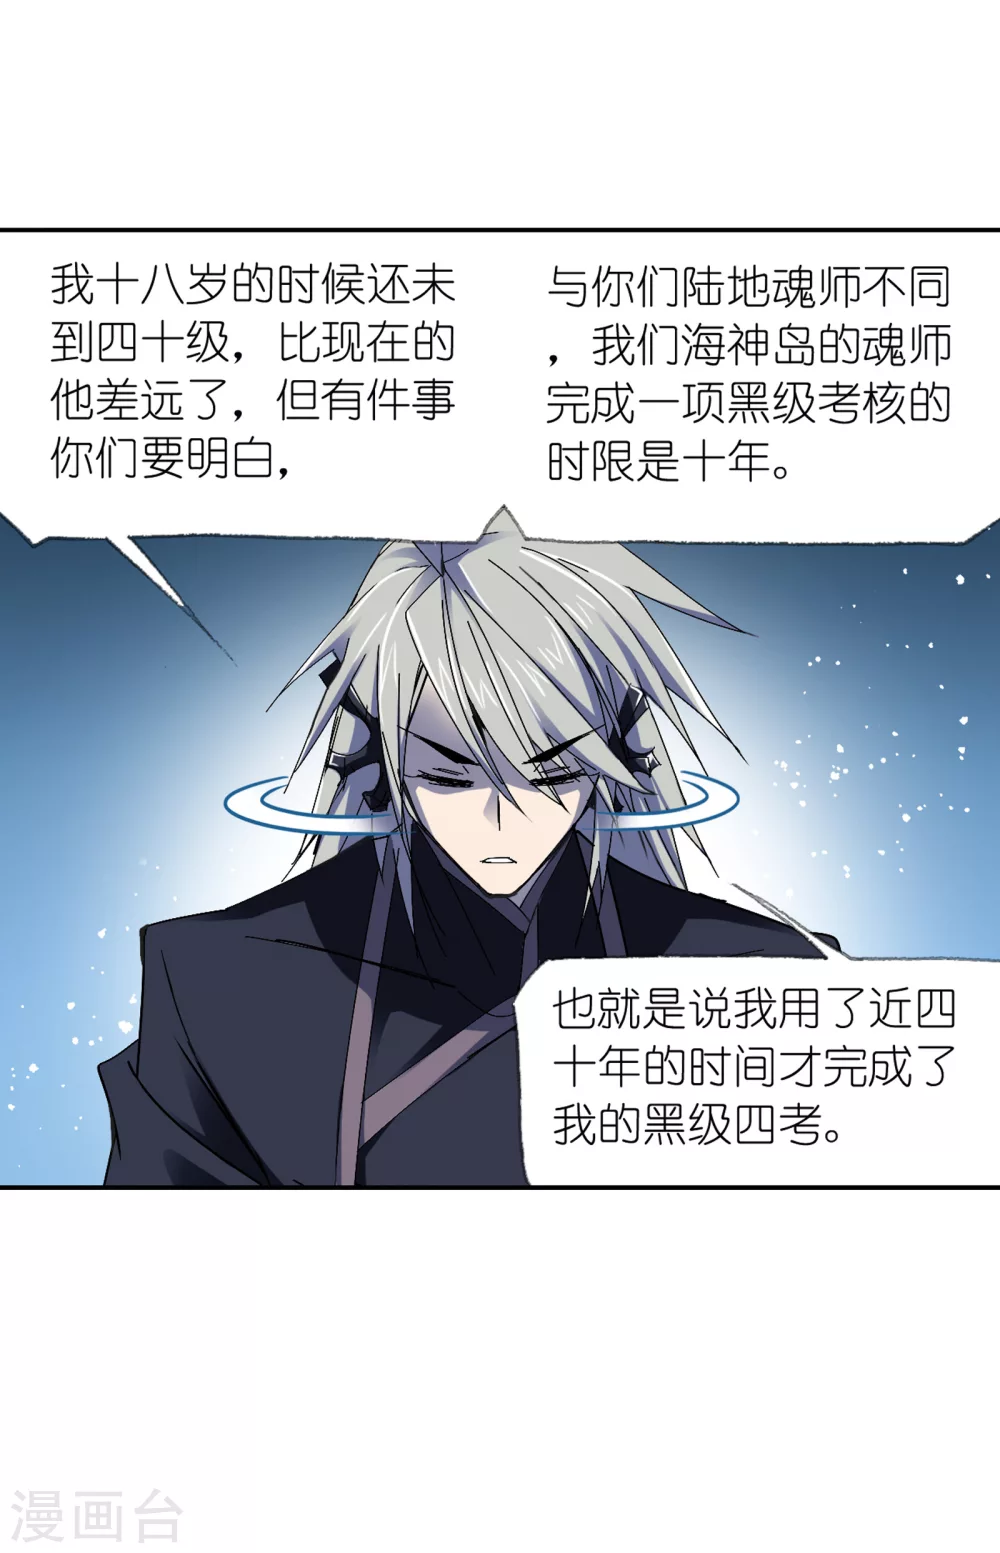 我十八岁的时候还未
到四十级，比现在的
他差远了，但有件事
你们要明白，
与你们陆地魂师不同
，我们海神岛的魂师
完成一项黑级考核的
时限是十年。
也就是说我用了近四
十年的时间才完成了
我的黑级四考。
漫画台